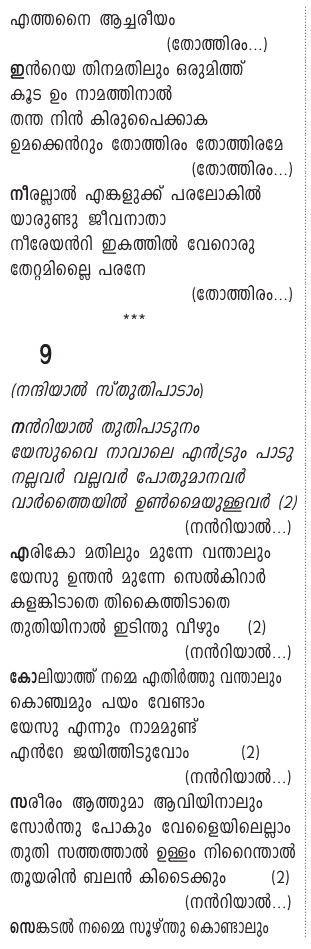 എത്തനൈ ആച്ചരീയം
(തോത്തിരം...)
ഇൻറെയ തിനമതിലും ഒരുമിത്ത്
കൂട ഉം നാമത്തിനാൽ
തന്ത നിൻ കിരുപൈക്കാക
ഉമക്കെൻറും തോത്തിരം തോത്തിരമേ
(തോത്തിരം...)
നീരല്ലാൽ എങ്കളുക്ക് പരലോകിൽ
യാരുണ്ടു ജീവനാതാ
നീരേയൻറി ഇകത്തിൽ വേറൊരു
തേറ്റമില്ലൈ പരനേ
(തോത്തിരം...)
***
9
(നന്ദിയാൽ സ്തുതിപാടാം)
നൻറിയാൽ തുതിപാടുനം
യേസുവൈ നാവാലെ എൻട്രും പാടു
നല്ലവർ വല്ലവർ പോതുമാനവർ
വാർത്തൈയിൽ ഉൺമൈയുള്ളവർ (2)
(നൻറിയാൽ...)
എരികോ മതിലും മുന്നേ വന്താലും
യേസു ഉന്തൻ മുന്നേ സെൽകിറാർ
കളങ്കിടാതെ തികൈത്തിടാതെ
തുതിയിനാൽ ഇടിന്തു വീഴും (2)
(നൻറിയാൽ...)
കോലിയാത്ത് നമ്മെ എതിർത്തു വന്താലും
കൊഞ്ചമും പയം വേണ്ടാം
യേസു എന്നും നാമമുണ്ട്
എൻറേ ജയിത്തിടുവോം (2)
(നൻറിയാൽ...)
സരീരം ആത്തുമാ ആവിയിനാലും
സോർന്തു പോകും വേളൈയിലെല്ലാം
തുതി സത്തത്താൽ ഉള്ളം നിറൈന്താൽ
തൂയരിൻ ബലൻ കിടൈക്കും (2)
(നൻറിയാൽ...)
സെങ്കടൽ നമ്മൈ സൂഴ്ന്തു കൊണ്ടാലും